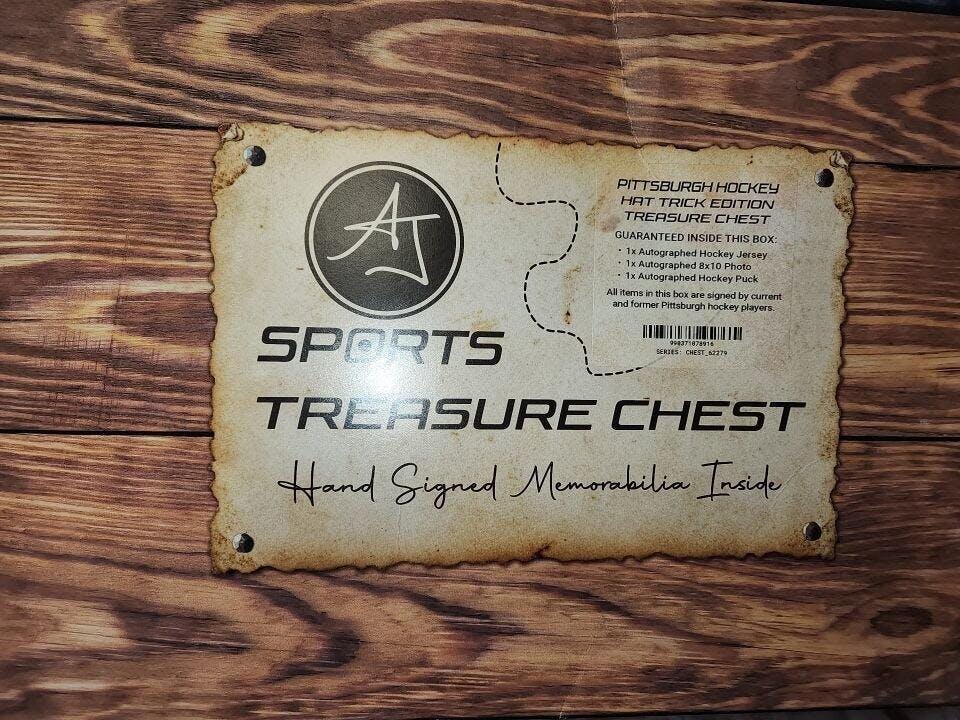 AJ
SPORTS
TREASURE CHEST
Hand Signed Memorabilia Inside
PITTSBURGH HOCKEY
HAT TRICK EDITION
TREASURE CHEST
GUARANTEED INSIDE THIS BOX:
· 1x Autographed Hockey Jersey
· 1x Autographed 8x10 Photo
· 1x Autographed Hockey Puck
All items in this box are signed by current
and former Pittsburgh hockey players.
998371078916
SERIES: CHEST_62279